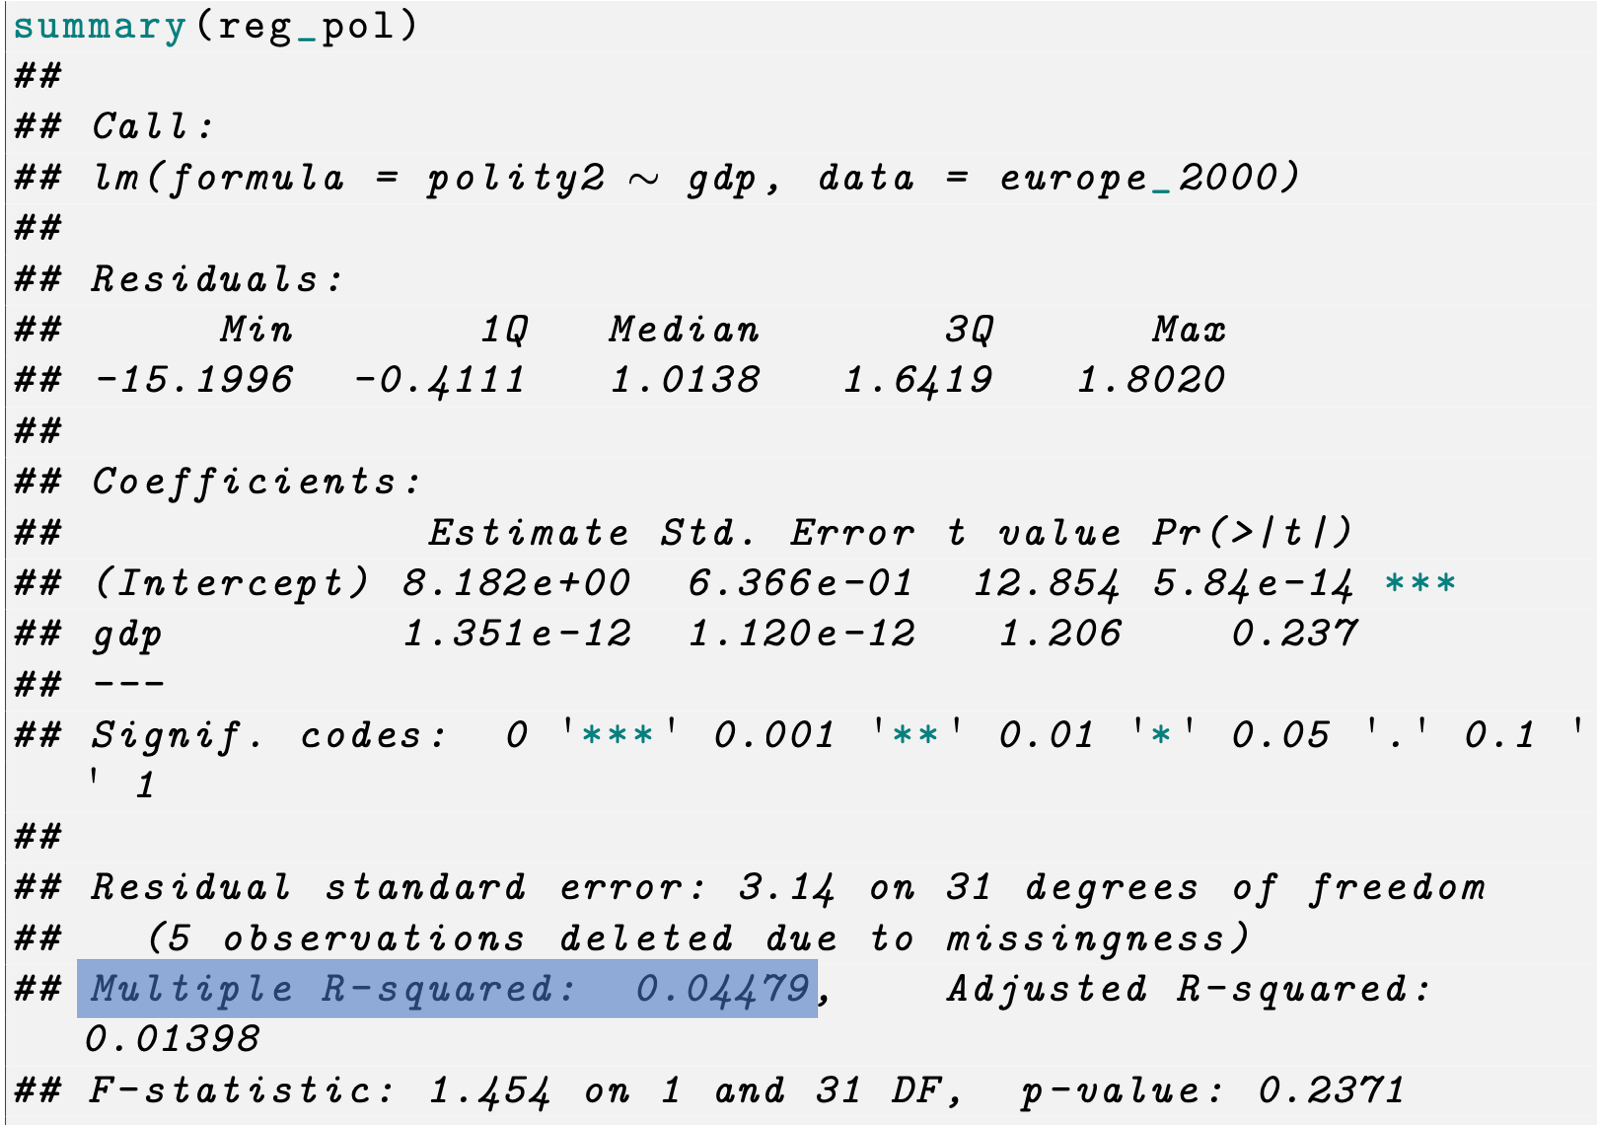 summary(reg_pol)
##
## Call:
## lm(formula = polity2 ~ gdp, data = europe_2000)
##
## Residuals:
##      Min       1Q   Median       3Q      Max
## -15.1996  -0.4111   1.0138   1.6419   1.8020
##
## Coefficients:
##              Estimate Std. Error t value Pr(>|t|)
## (Intercept) 8.182e+00  6.366e-01  12.854 5.84e-14 ***
## gdp         1.351e-12  1.120e-12   1.206    0.237
## ---
## Signif. codes:  0 '***' 0.001 '**' 0.01 '*' 0.05 '.' 0.1 '
' 1
##
## Residual standard error: 3.14 on 31 degrees of freedom
##   (5 observations deleted due to missingness)
## Multiple R-squared:  0.04479,    Adjusted R-squared:
0.01398
## F-statistic: 1.454 on 1 and 31 DF,  p-value: 0.2371